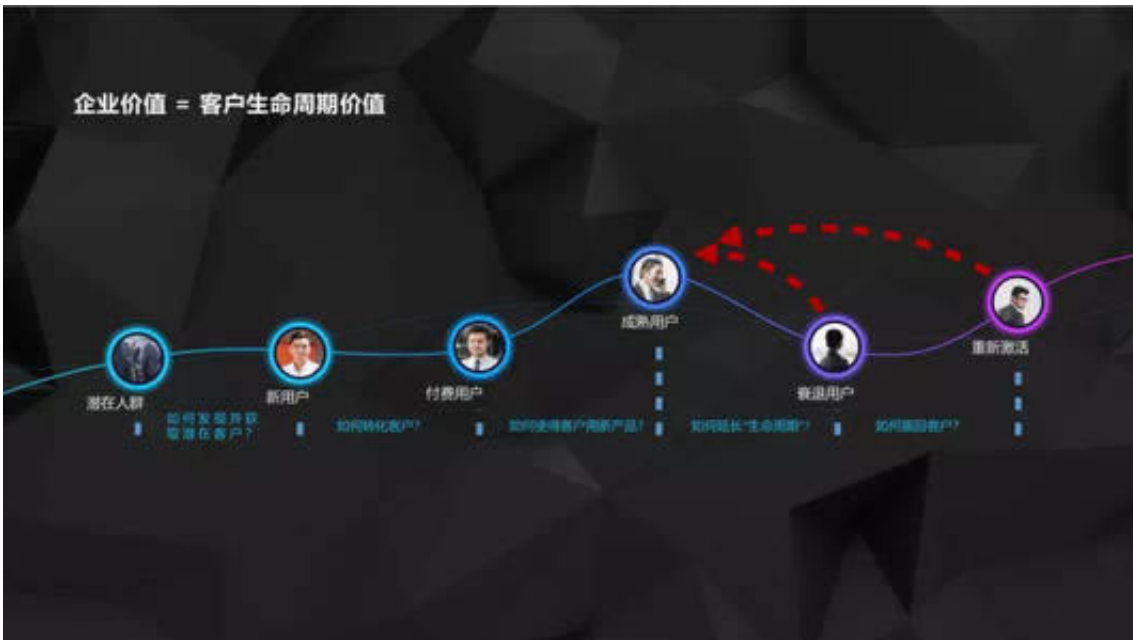 企业价值 = 客户生命周期价值
成熟用户
重新激活
潜在人群
新用户
付费用户
衰退用户
如何发现并获
取潜在客户？
如何转化客户？
如何使得客户用新产品？
如何延长“生命周期”？
如何赢回客户？